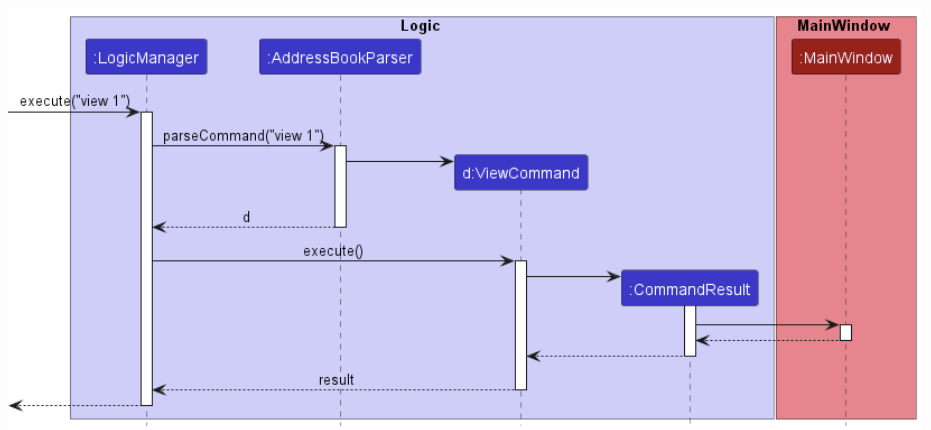 Logic
MainWindow
:LogicManager
:AddressBookParser
:MainWindow
execute("view 1")
parseCommand("view 1")
d:ViewCommand
d
execute()
:CommandResult
result